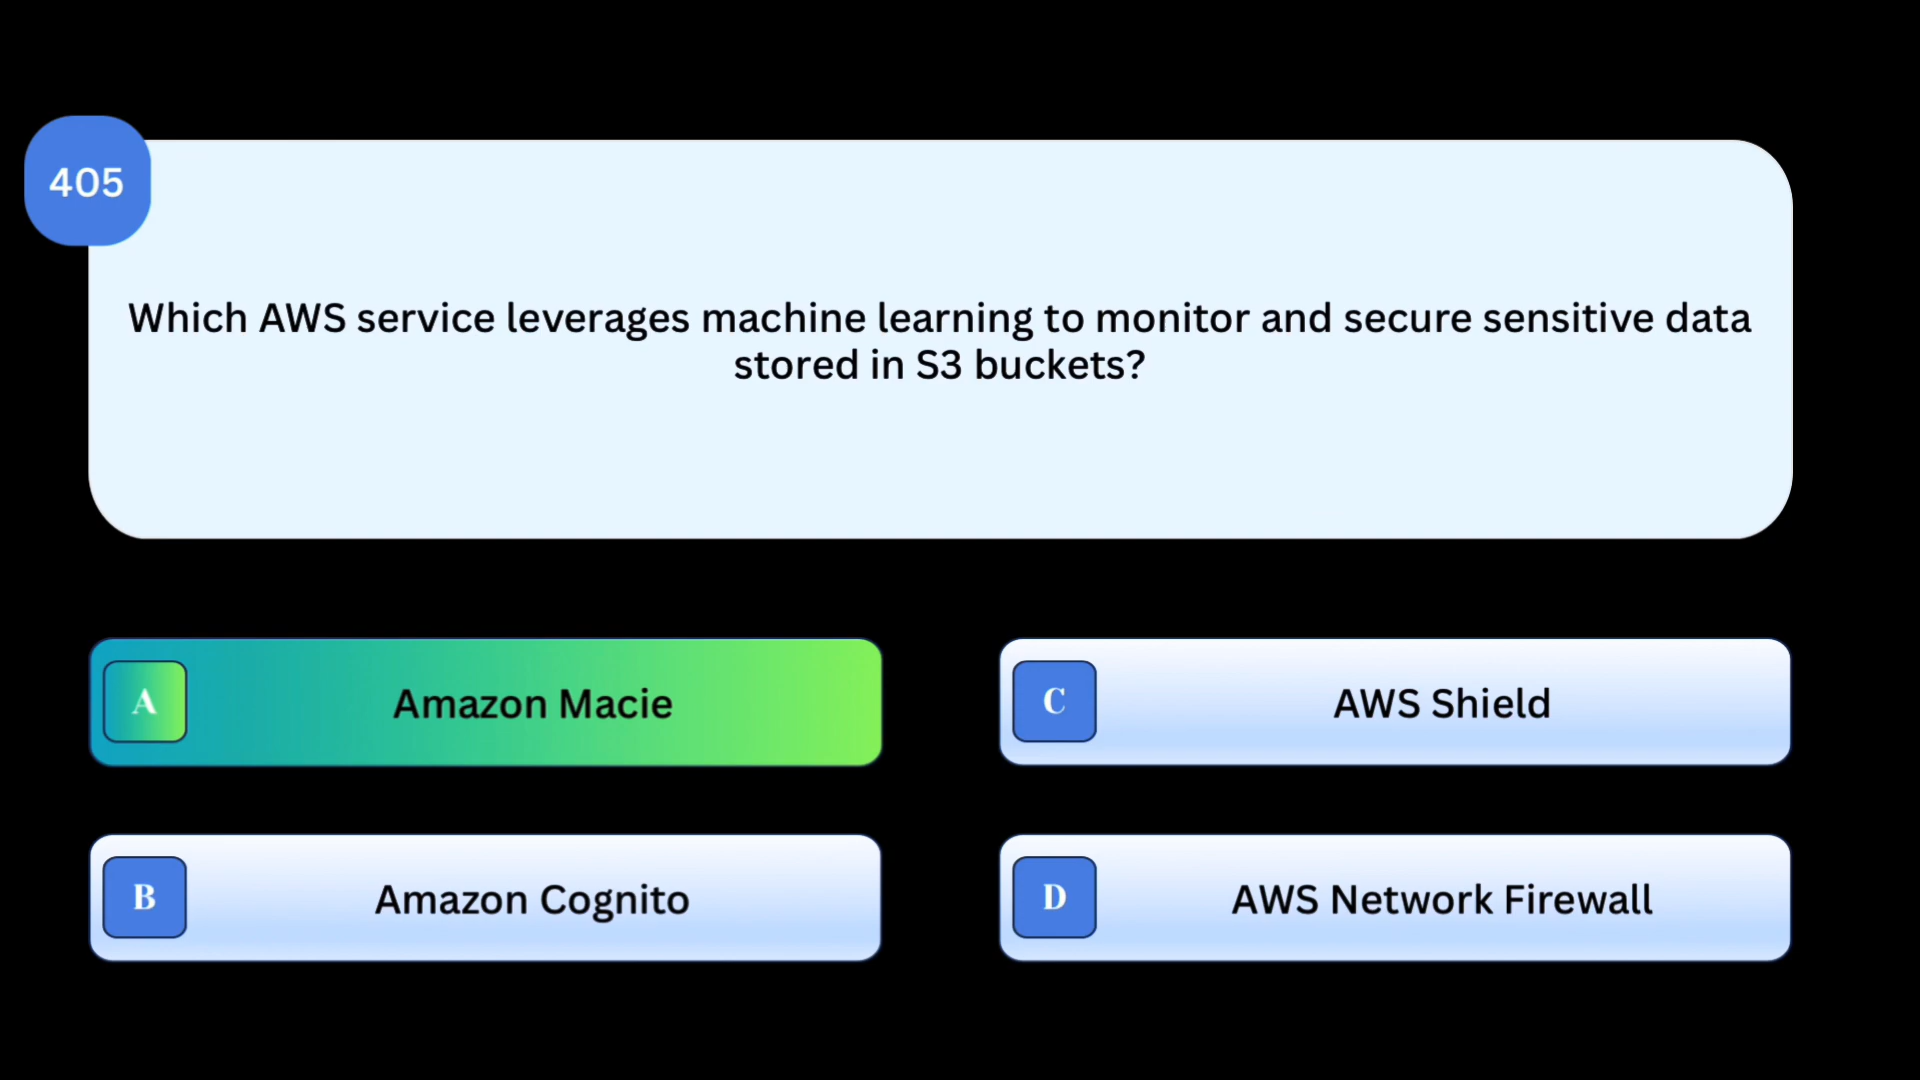 405
Which AWS service leverages machine learning to monitor and secure sensitive data
stored in S3 buckets?
A
Amazon Macie
B
Amazon Cognito
C
AWS Shield
D
AWS Network Firewall